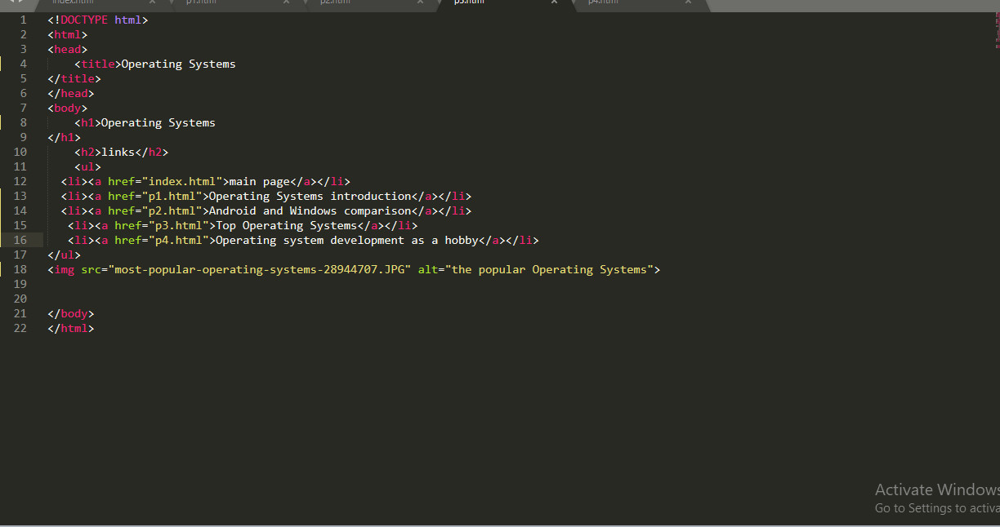 index.html p1.html p2.html p3.html p4.html
1 <!DOCTYPE html>
2 <html>
3 <head>
4 <title>Operating Systems
5 </title>
6 </head>
7 <body>
8 <h1>Operating Systems
9 </h1>
10 <h2>links</h2>
11 <ul>
12 <li><a href="index.html">main page</a></li>
13 <li><a href="p1.html">Operating Systems introduction</a></li>
14 <li><a href="p2.html">Android and Windows comparison</a></li>
15 <li><a href="p3.html">Top Operating Systems</a></li>
16 <li><a href="p4.html">Operating system development as a hobby</a></li>
17 </ul>
18 <img src="most-popular-operating-systems-28944707.JPG" alt="the popular Operating Systems">
19
20
21 </body>
22 </html>
Activate Windows
Go to Settings to activa